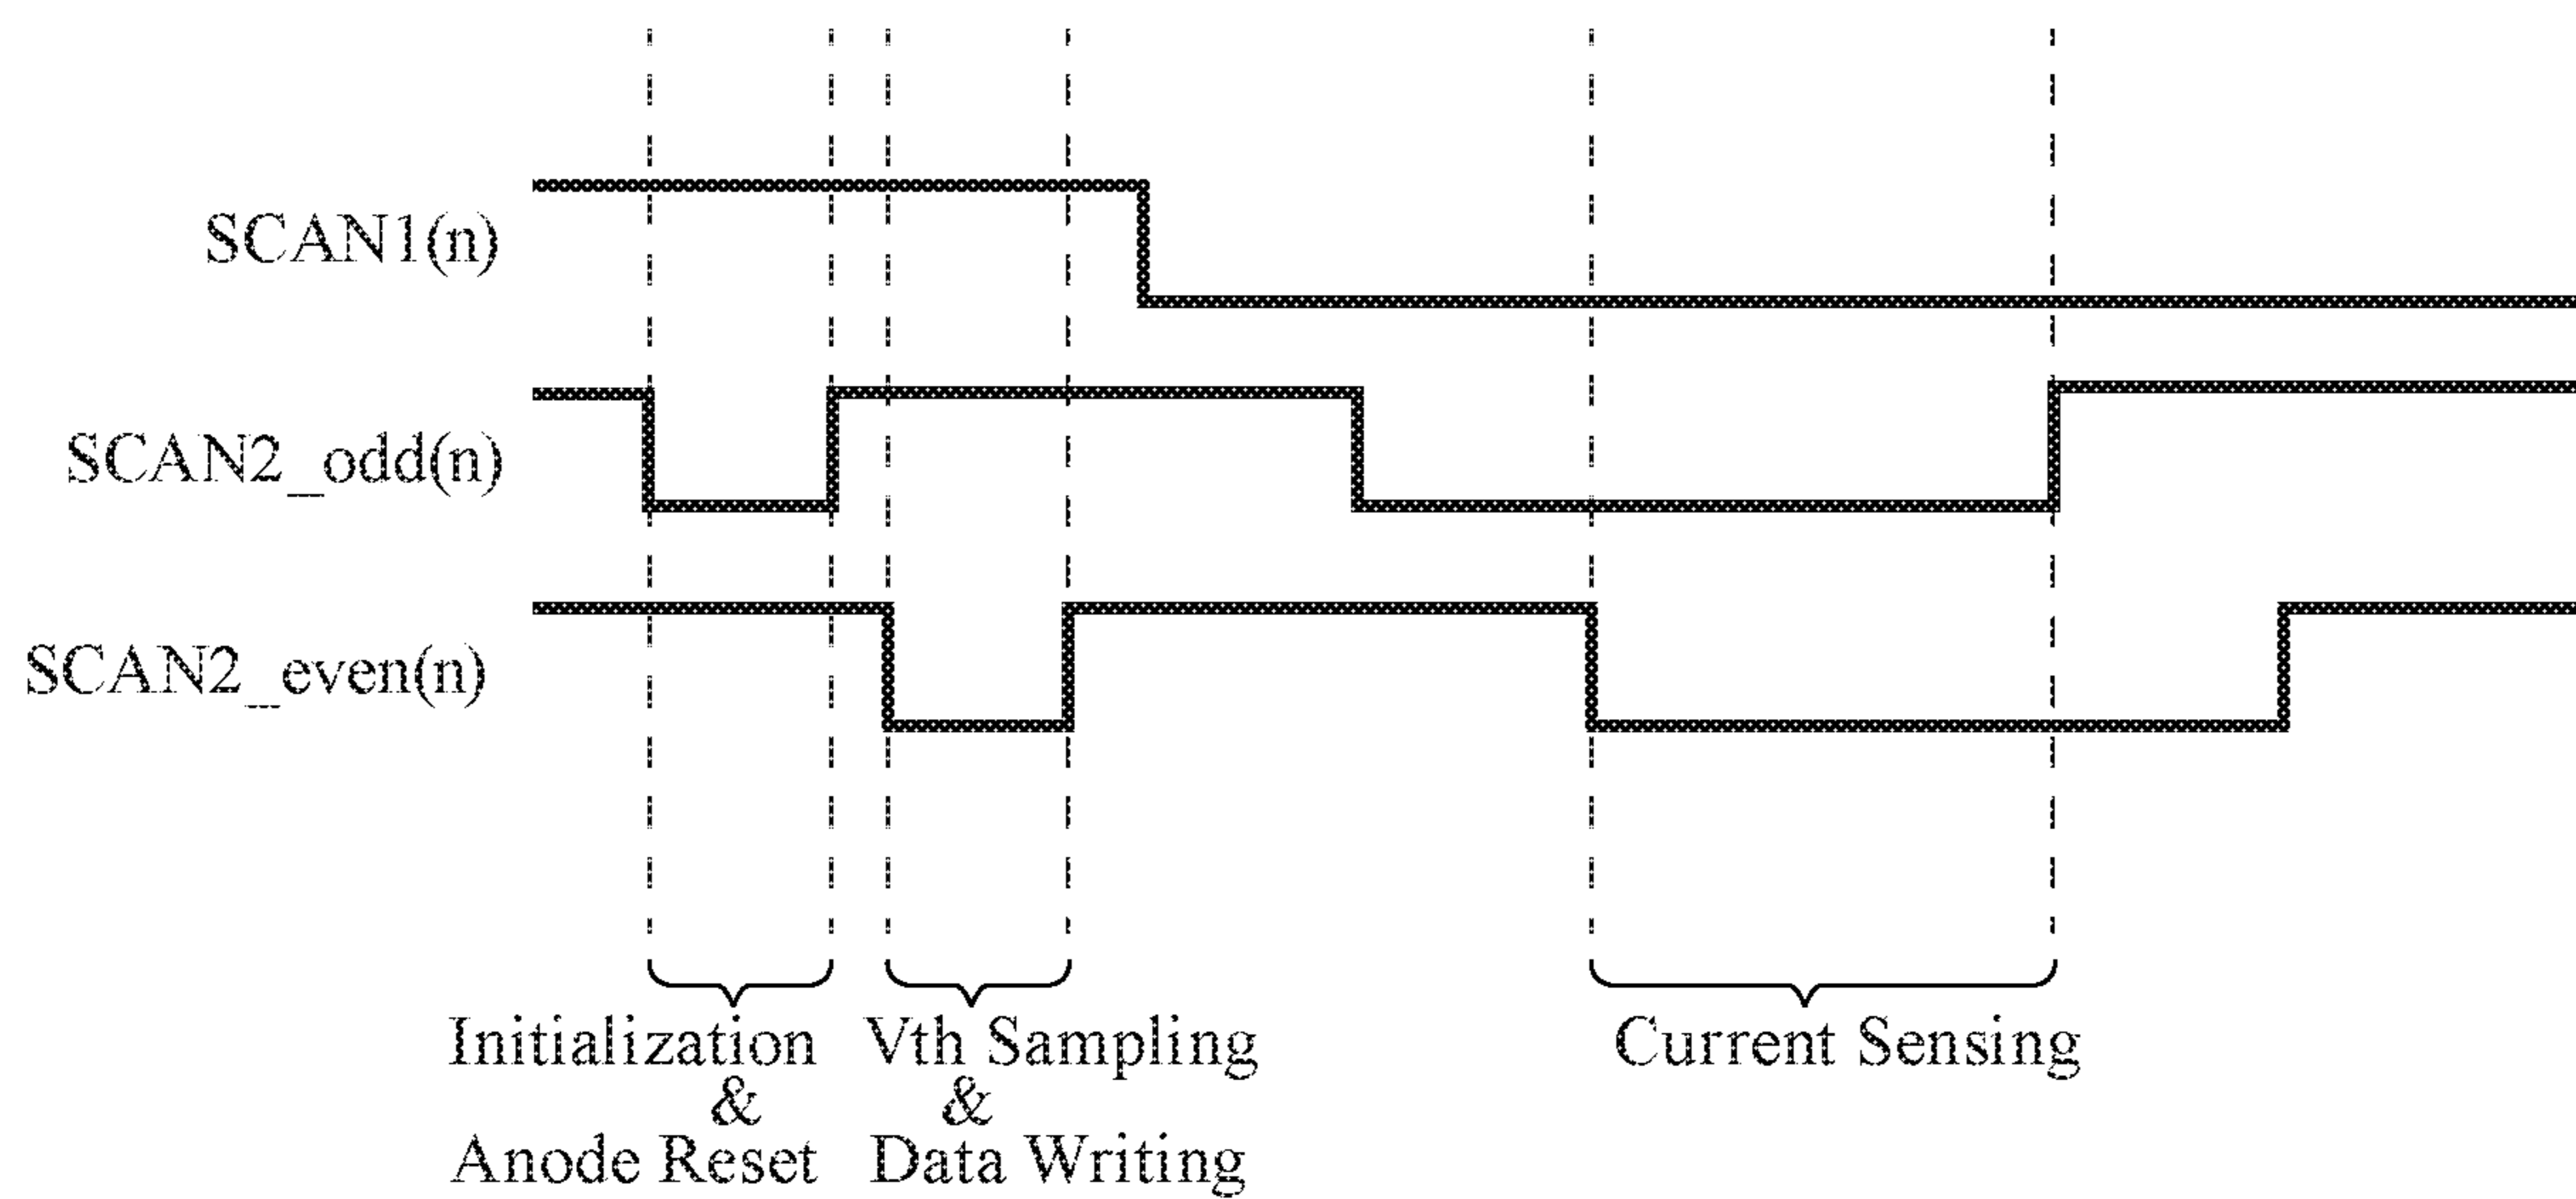 SCAN1(n)
SCAN2_odd(n)
SCAN2_even(n)
Initialization
&
Anode Reset
Vth Sampling
&
Data Writing
Current Sensing